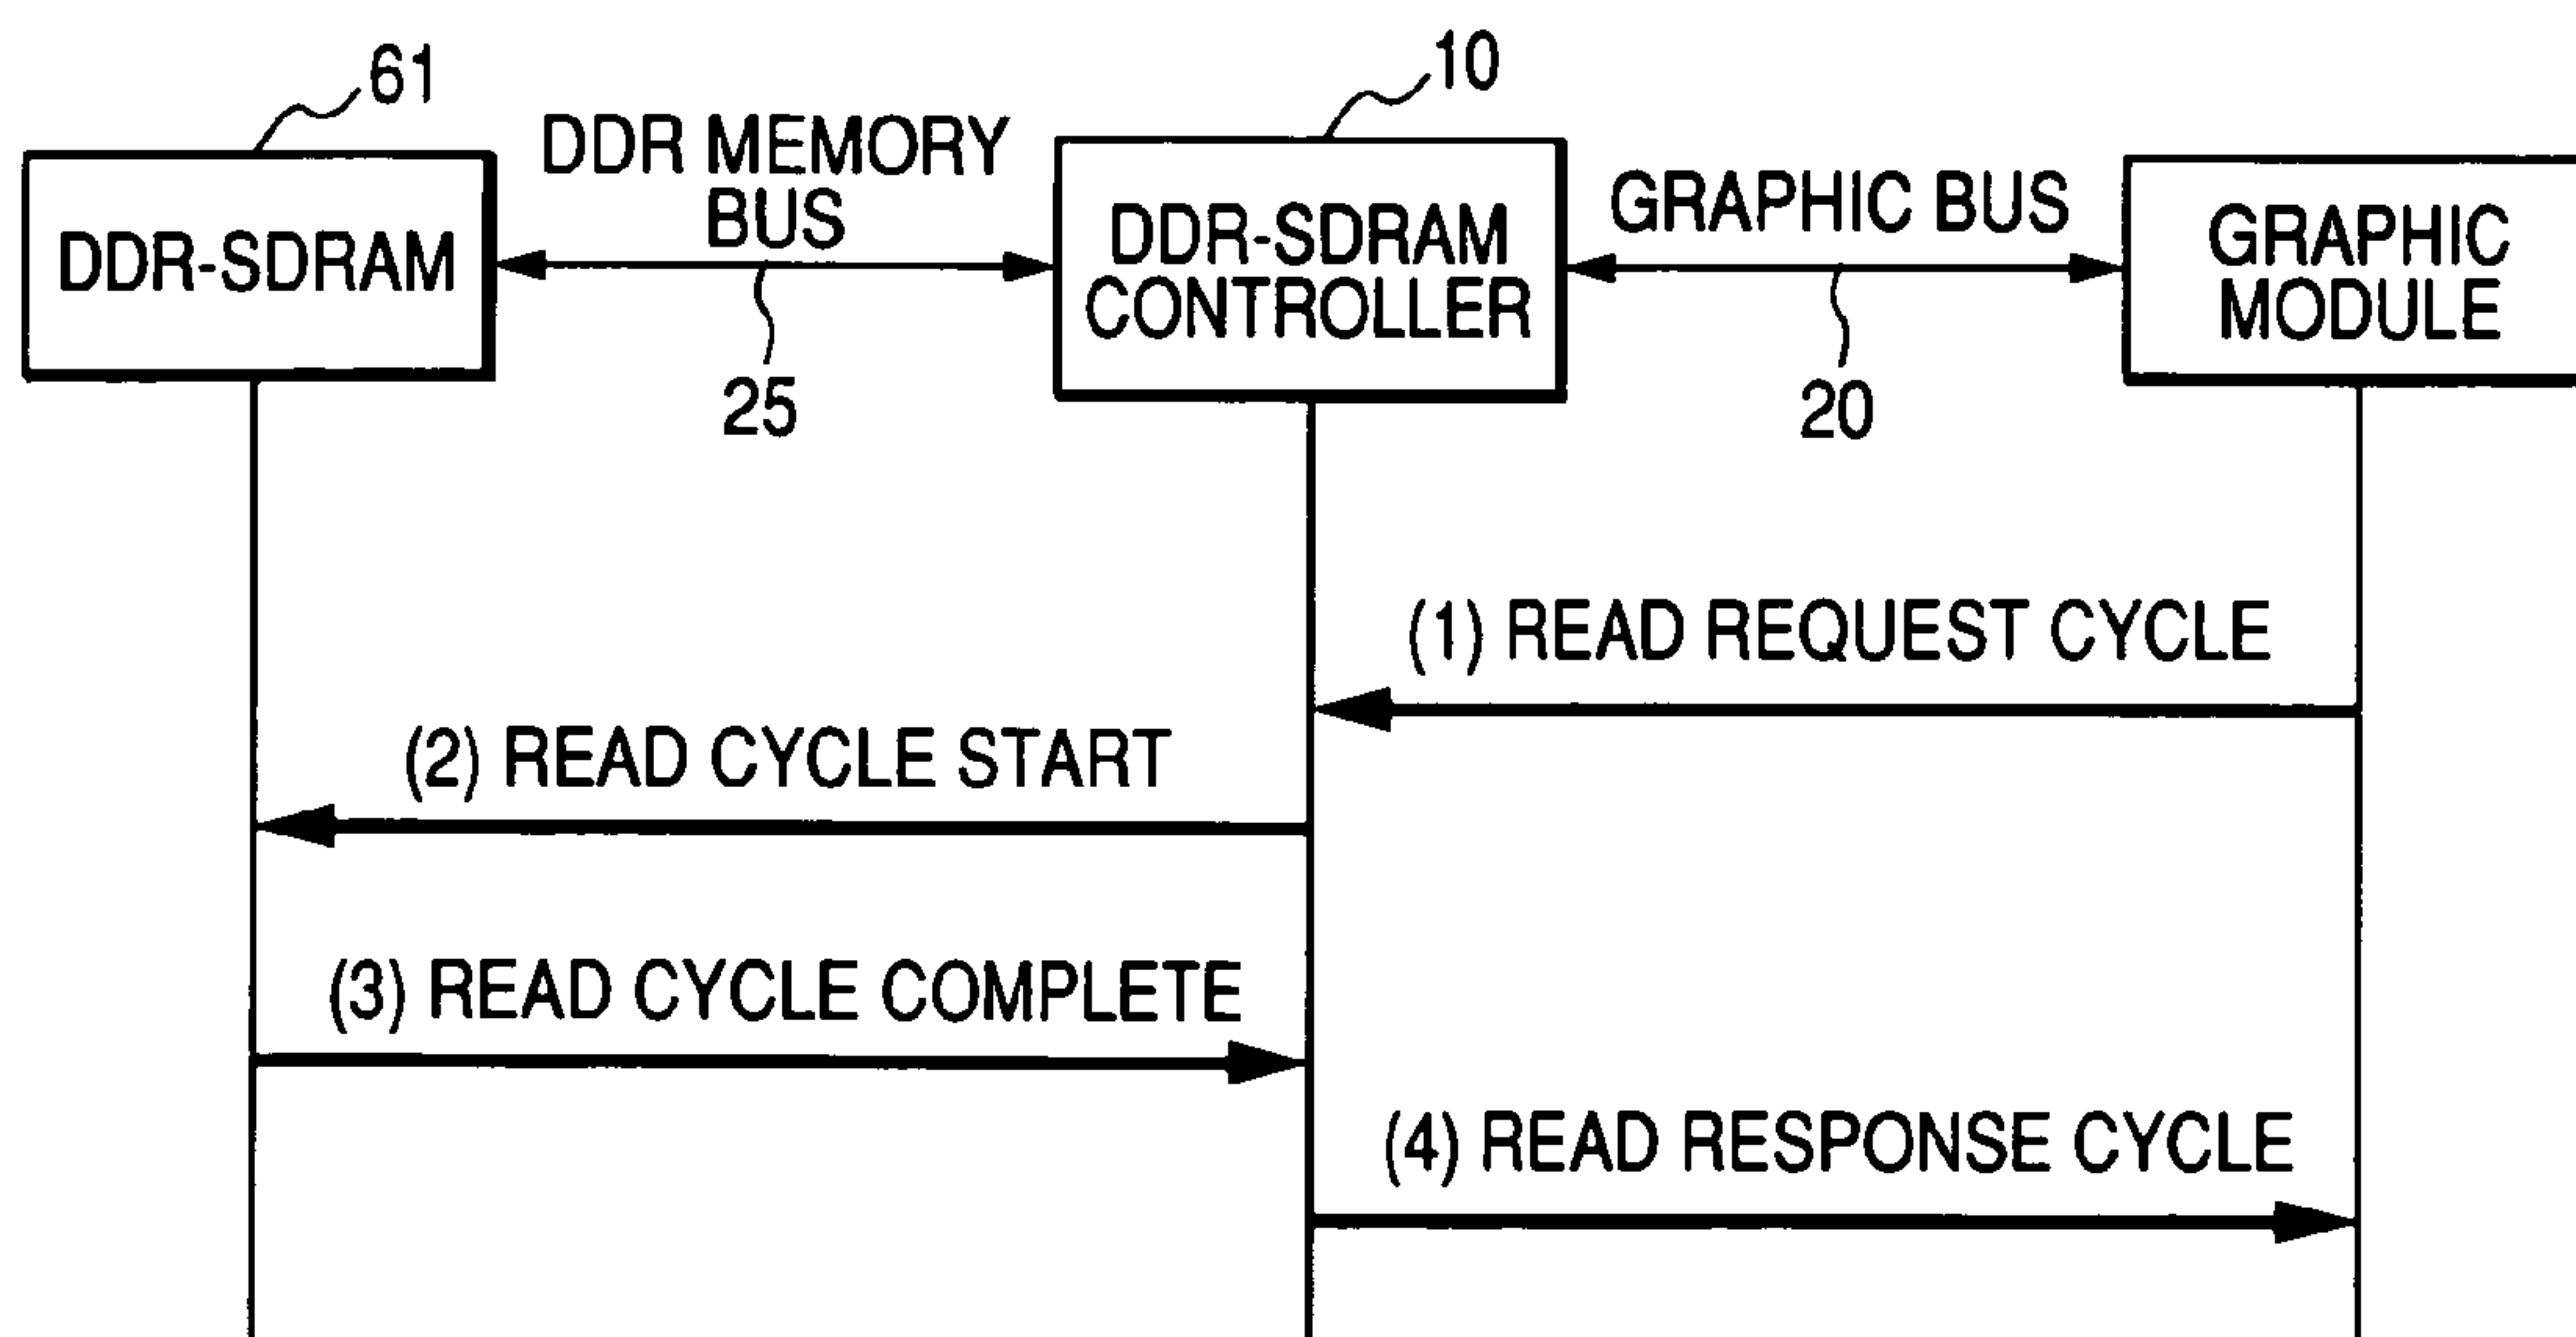 61
10
DDR MEMORY
BUS
GRAPHIC BUS
DDR-SDRAM
DDR-SDRAM
CONTROLLER
GRAPHIC
MODULE
25
20
(1) READ REQUEST CYCLE
(2) READ CYCLE START
(3) READ CYCLE COMPLETE
(4) READ RESPONSE CYCLE